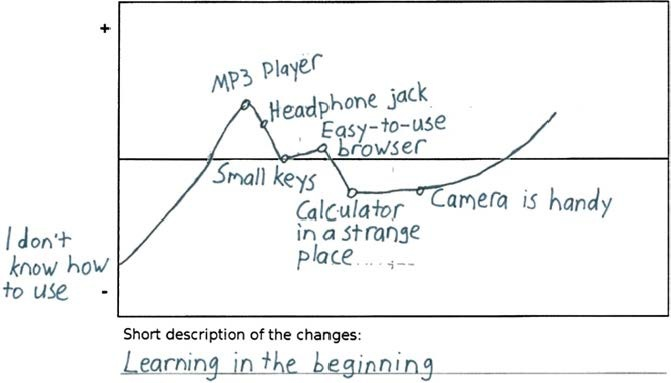 +
MP3 Player
Headphone jack
Easy-to-use
browser
Small keys
Calculator
in a strange
place
Camera is handy
I don't
know how
to use
-
Short description of the changes:
Learning in the beginning